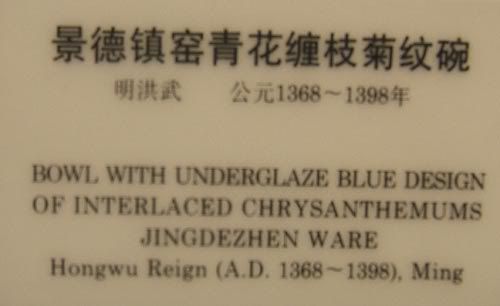 景德镇窑青花缠枝菊纹碗
明洪武 公元1368～1398年
BOWL WITH UNDERGLAZE BLUE DESIGN
OF INTERLACED CHRYSANTHEMUMS
JINGDEZHEN WARE
Hongwu Reign (A.D. 1368～1398), Ming